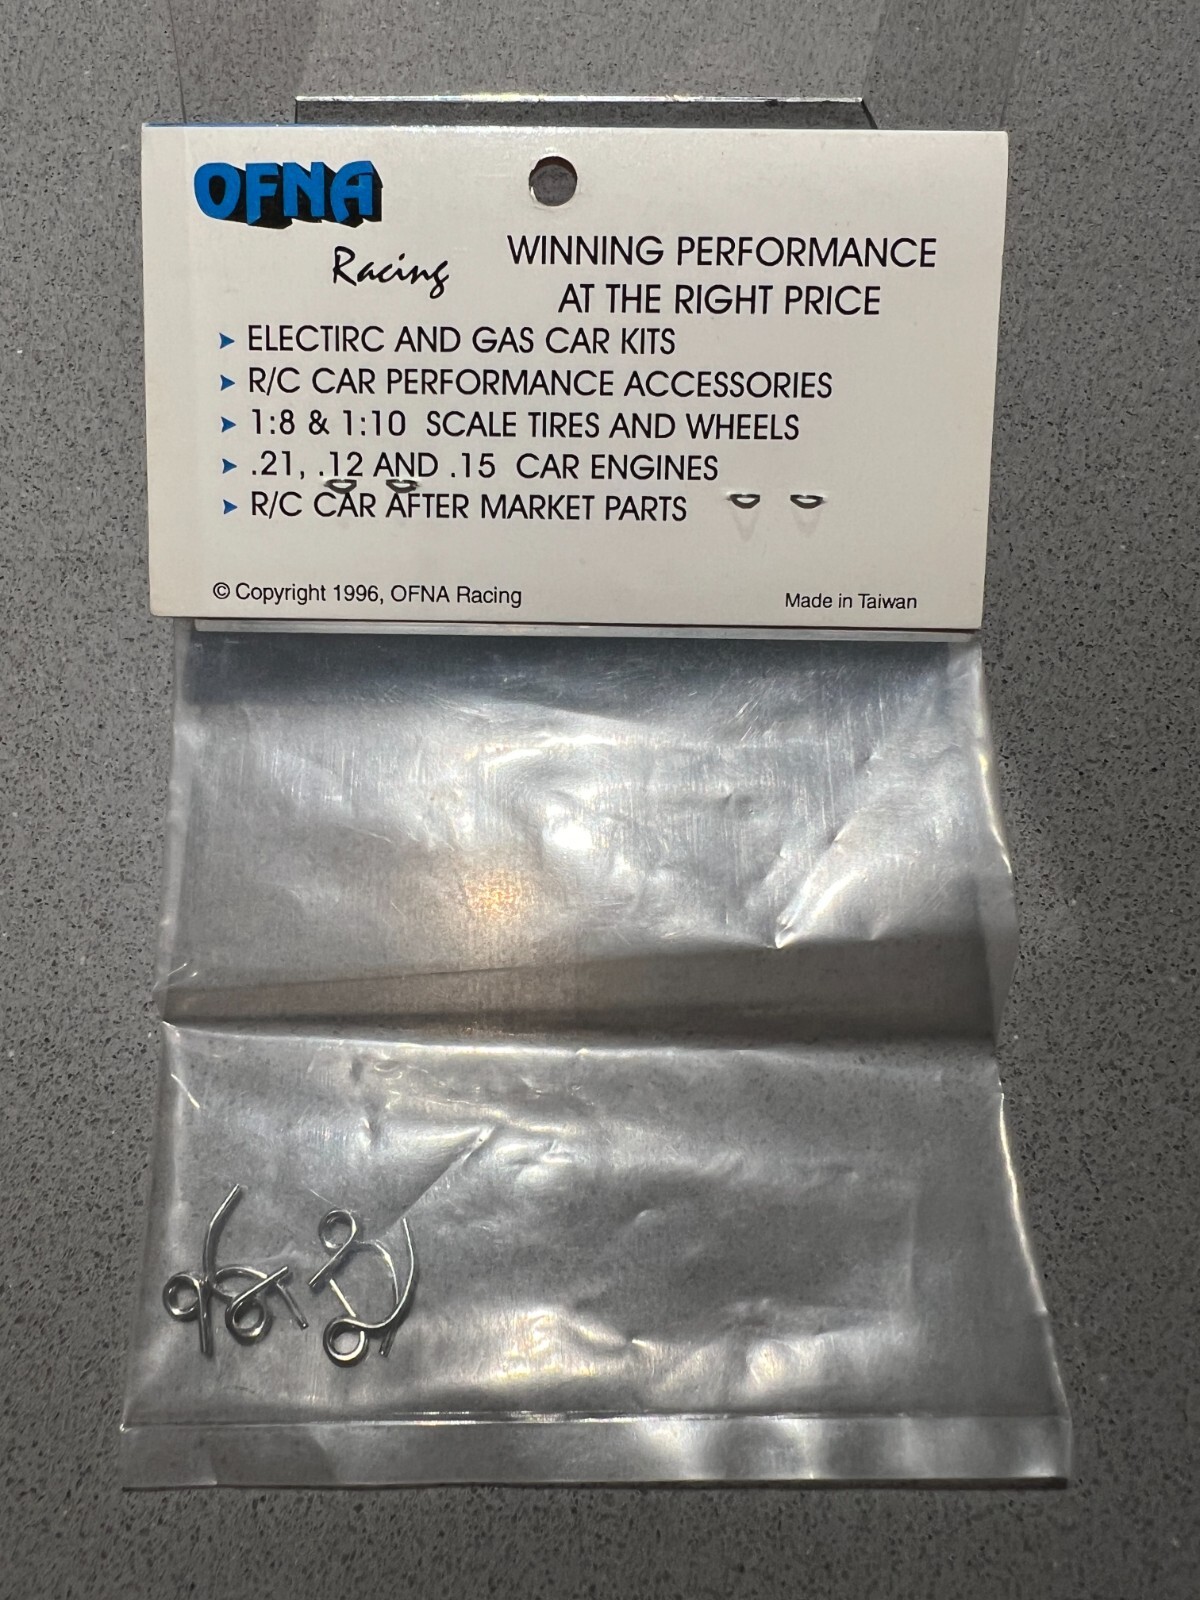 OFNA
Racing
WINNING PERFORMANCE
AT THE RIGHT PRICE
➤ ELECTIRC AND GAS CAR KITS
➤ R/C CAR PERFORMANCE ACCESSORIES
➤ 1:8 & 1:10 SCALE TIRES AND WHEELS
➤ .21, .12 AND .15 CAR ENGINES
➤ R/C CAR AFTER MARKET PARTS
© Copyright 1996, OFNA Racing
Made in Taiwan